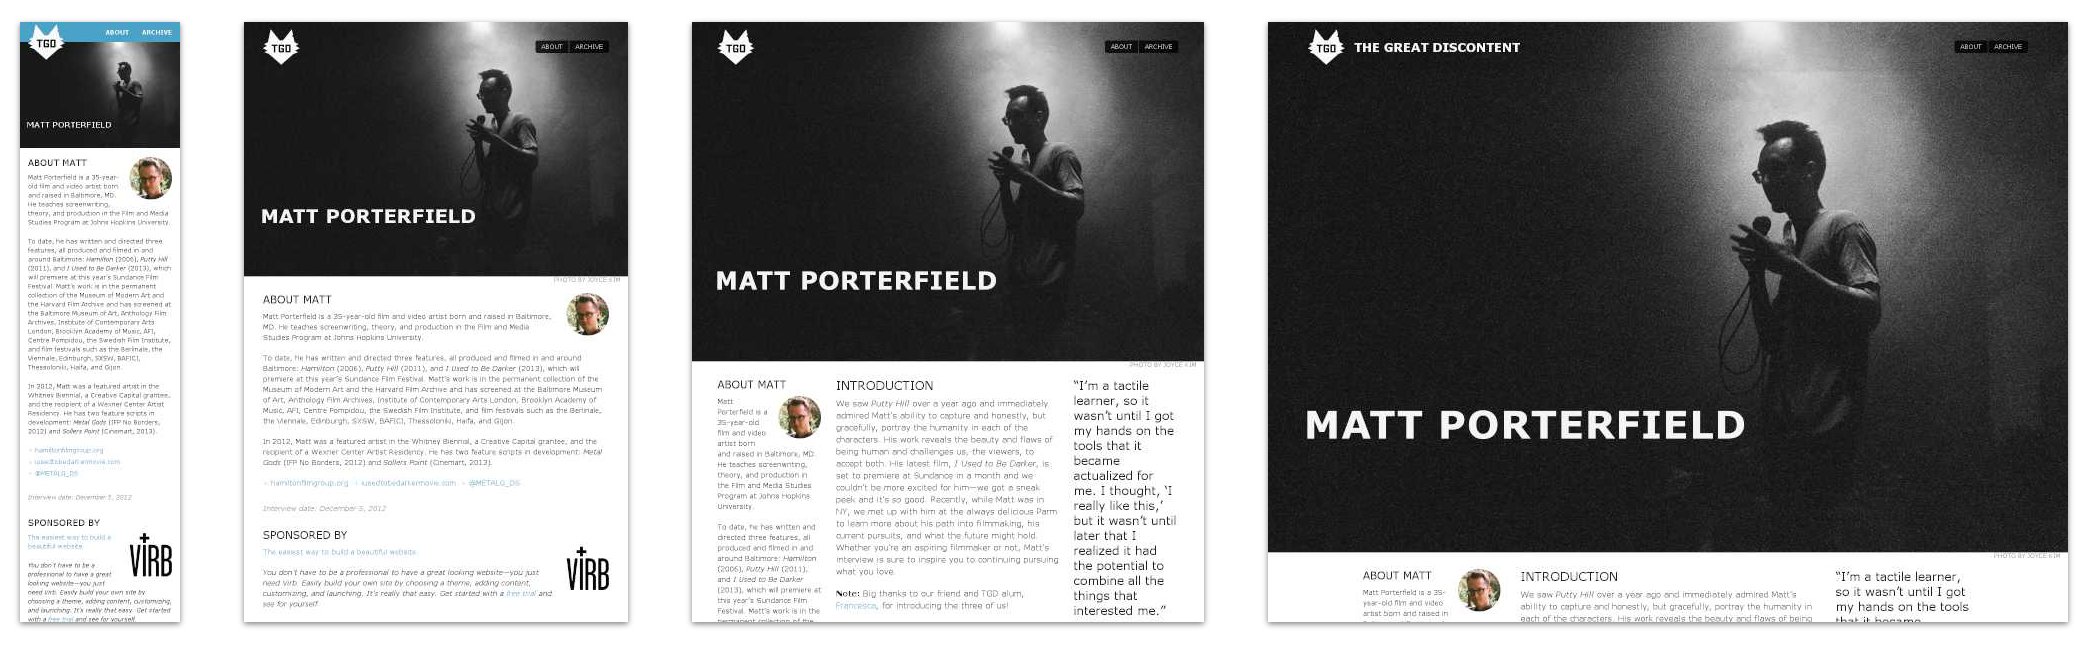 TGD
ABOUT ARCHIVE
MATT PORTERFIELD
ABOUT MATT
Matt Porterfield is a 35-year-
old film and video artist born
and raised in Baltimore, MD.
He teaches screenwriting,
theory, and production in the Film and Media
Studies Program at Johns Hopkins University.
To date, he has written and directed three
features, all produced and filmed in and
around Baltimore: Hamilton (2006), Putty Hill
(2011), and I Used to Be Darker (2013), which
will premiere at this year's Sundance Film
Festival. Matt's work is in the permanent
collection of the Museum of Modern Art and
the Harvard Film Archive and has screened at
the Baltimore Museum of Art, Anthology Film
Archives, Institute of Contemporary Arts
London, Brooklyn Academy of Music, AFI,
Centre Pompidou, the Swedish Film Institute,
and film festivals such as the Berlinale, the
Viennale, Edinburgh, SXSW, BAFICI,
Thessaloniki, Haifa, and Gijon.
In 2012, Matt was a featured artist in the
Whitney Biennial, a Creative Capital grantee,
and the recipient of a Wexner Center Artist
Residency. He has two feature scripts in
development: Metal Gods (IFP No Borders,
2012) and Sollers Point (Cinemart, 2013).
hamiltonfilmgroup.org
iusedtobedarkermovie.com
@METALG_DS
Interview date: December 5, 2012
SPONSORED BY
The easiest way to build a
beautiful website.
VIRB
You don't have to be a
professional to have a great
looking website—you just
need Virb. Easily build your own site by
choosing a theme, adding content, customizing,
and launching. It's really that easy. Get started
with a free trial and see for yourself.
TGD
ABOUT ARCHIVE
MATT PORTERFIELD
PHOTO BY JOYCE KIM
ABOUT MATT
Matt Porterfield is a 35-year-old film and video artist born and raised in Baltimore,
MD. He teaches screenwriting, theory, and production in the Film and Media
Studies Program at Johns Hopkins University.
To date, he has written and directed three features, all produced and filmed in and around
Baltimore: Hamilton (2006), Putty Hill (2011), and I Used to Be Darker (2013), which will
premiere at this year's Sundance Film Festival. Matt's work is in the permanent collection of the
Museum of Modern Art and the Harvard Film Archive and has screened at the Baltimore Museum
of Art, Anthology Film Archives, Institute of Contemporary Arts London, Brooklyn Academy of
Music, AFI, Centre Pompidou, the Swedish Film Institute, and film festivals such as the Berlinale,
the Viennale, Edinburgh, SXSW, BAFICI, Thessaloniki, Haifa, and Gijon.
In 2012, Matt was a featured artist in the Whitney Biennial, a Creative Capital grantee, and the
recipient of a Wexner Center Artist Residency. He has two feature scripts in development: Metal
Gods (IFP No Borders, 2012) and Sollers Point (Cinemart, 2013).
hamiltonfilmgroup.org iusedtobedarkermovie.com @METALG_DS
Interview date: December 5, 2012
SPONSORED BY
The easiest way to build a beautiful website.
You don't have to be a professional to have a great looking website—you just
need Virb. Easily build your own site by choosing a theme, adding content,
customizing, and launching. It's really that easy. Get started with a free trial and
see for yourself.
VIRB
TGD
ABOUT ARCHIVE
MATT PORTERFIELD
PHOTO BY JOYCE KIM
ABOUT MATT
Matt
Porterfield is a
35-year-old
film and video
artist born
and raised in Baltimore, MD.
He teaches screenwriting,
theory, and production in
the Film and Media Studies
Program at Johns Hopkins
University.
To date, he has written and
directed three features, all
produced and filmed in and
around Baltimore: Hamilton
(2006), Putty Hill (2011),
and I Used to Be Darker
(2013), which will premiere at
this year's Sundance Film
Festival. Matt's work is in the
permanent collection of the
INTRODUCTION
We saw Putty Hill over a year ago and immediately
admired Matt's ability to capture and honestly, but
gracefully, portray the humanity in each of the
characters. His work reveals the beauty and flaws of
being human and challenges us, the viewers, to
accept both. His latest film, I Used to Be Darker, is
set to premiere at Sundance in a month and we
couldn't be more excited for him—we got a sneak
peek and it's so good. Recently, while Matt was in
NY, we met up with him at the always delicious Parm
to learn more about his path into filmmaking, his
current pursuits, and what the future might hold.
Whether you're an aspiring filmmaker or not, Matt's
interview is sure to inspire you to continuing pursuing
what you love.
Note: Big thanks to our friend and TGD alum,
Francesca, for introducing the three of us!
“I'm a tactile
learner, so it
wasn't until I got
my hands on the
tools that it
became
actualized for
me. I thought, ‘I
really like this,’
but it wasn't until
later that I
realized it had
the potential to
combine all the
things that
interested me.”
TGD THE GREAT DISCONTENT
ABOUT ARCHIVE
MATT PORTERFIELD
PHOTO BY JOYCE KIM
ABOUT MATT
Matt Porterfield is a 35-
year-old film and video
artist born and raised in
INTRODUCTION
We saw Putty Hill over a year ago and immediately admired Matt's
ability to capture and honestly, but gracefully, portray the humanity in
each of the characters. His work reveals the beauty and flaws of being
“I'm a tactile learner,
so it wasn't until I got
my hands on the tools
that it became